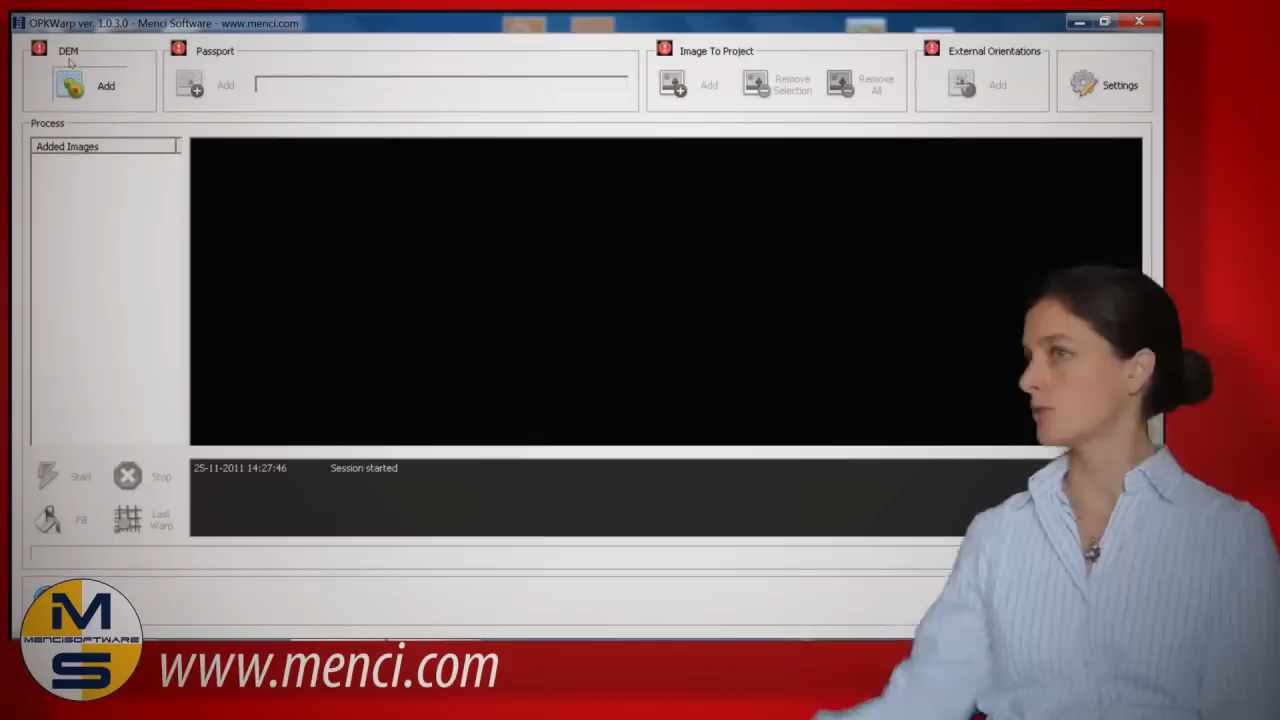 OPKWarp ver. 1.0.3.0 - Menci Software - www.menci.com
DEM
Add
Passport
Add
Image To Project
Add
Remove
Selection
Remove
All
External Orientations
Add
Settings
Process
Added Images
25-11-2011 14:27:46 Session started
Start
Stop
Fill
Last
Warp
MS
MENCISOFTWARE
www.menci.com